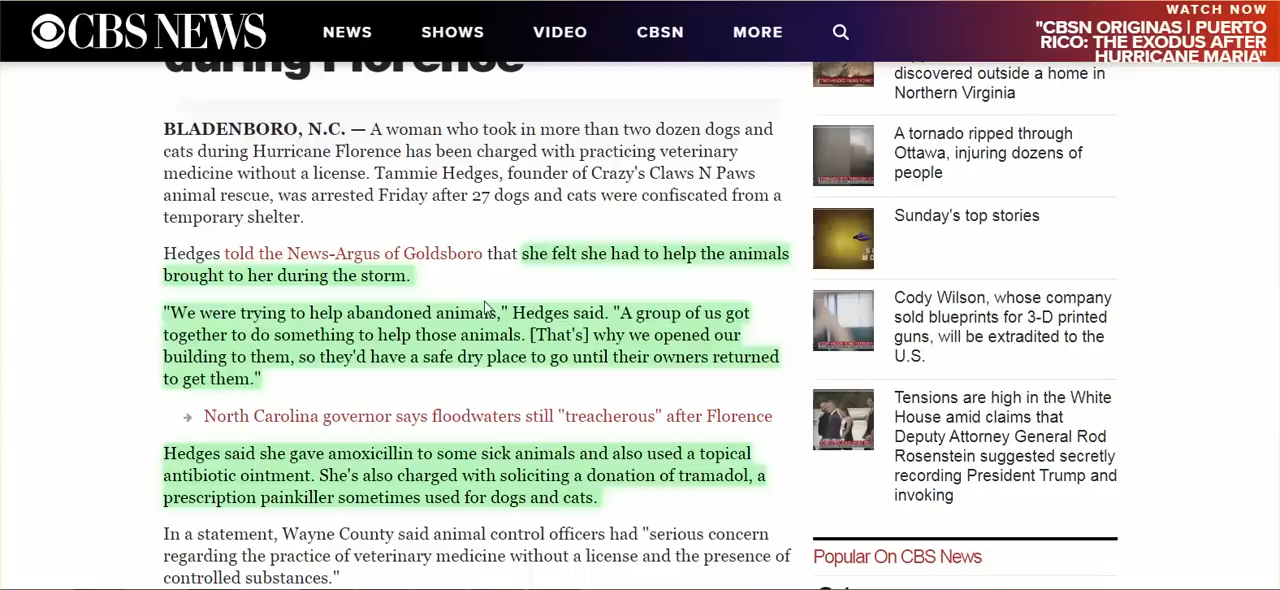 CBS NEWS
NEWS
SHOWS
VIDEO
CBSN
MORE
WATCH NOW
"CBSN ORIGINAS | PUERTO
RICO: THE EXODUS AFTER
HURRICANE MARIA"
during Florence
BLADENBORO, N.C. — A woman who took in more than two dozen dogs and
cats during Hurricane Florence has been charged with practicing veterinary
medicine without a license. Tammie Hedges, founder of Crazy's Claws N Paws
animal rescue, was arrested Friday after 27 dogs and cats were confiscated from a
temporary shelter.
Hedges told the News-Argus of Goldsboro that she felt she had to help the animals
brought to her during the storm.
"We were trying to help abandoned animals," Hedges said. "A group of us got
together to do something to help those animals. [That's] why we opened our
building to them, so they'd have a safe dry place to go until their owners returned
to get them."
North Carolina governor says floodwaters still "treacherous" after Florence
Hedges said she gave amoxicillin to some sick animals and also used a topical
antibiotic ointment. She's also charged with soliciting a donation of tramadol, a
prescription painkiller sometimes used for dogs and cats.
In a statement, Wayne County said animal control officers had "serious concern
regarding the practice of veterinary medicine without a license and the presence of
controlled substances."
discovered outside a home in
Northern Virginia
A tornado ripped through
Ottawa, injuring dozens of
people
Sunday's top stories
Cody Wilson, whose company
sold blueprints for 3-D printed
guns, will be extradited to the
U.S.
Tensions are high in the White
House amid claims that
Deputy Attorney General Rod
Rosenstein suggested secretly
recording President Trump and
invoking
Popular On CBS News